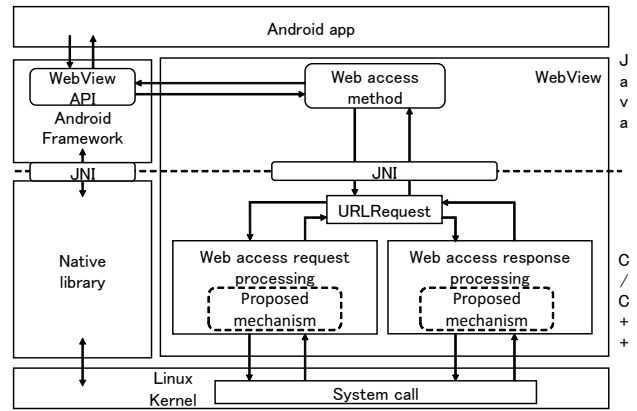 Android app
WebView
API
Android
Framework
Web access
method
WebView
J
a
v
a
JNI
JNI
URLRequest
Native
library
Web access request
processing
Proposed
mechanism
Web access response
processing
Proposed
mechanism
C
/
C
+
+
Linux
Kernel
System call